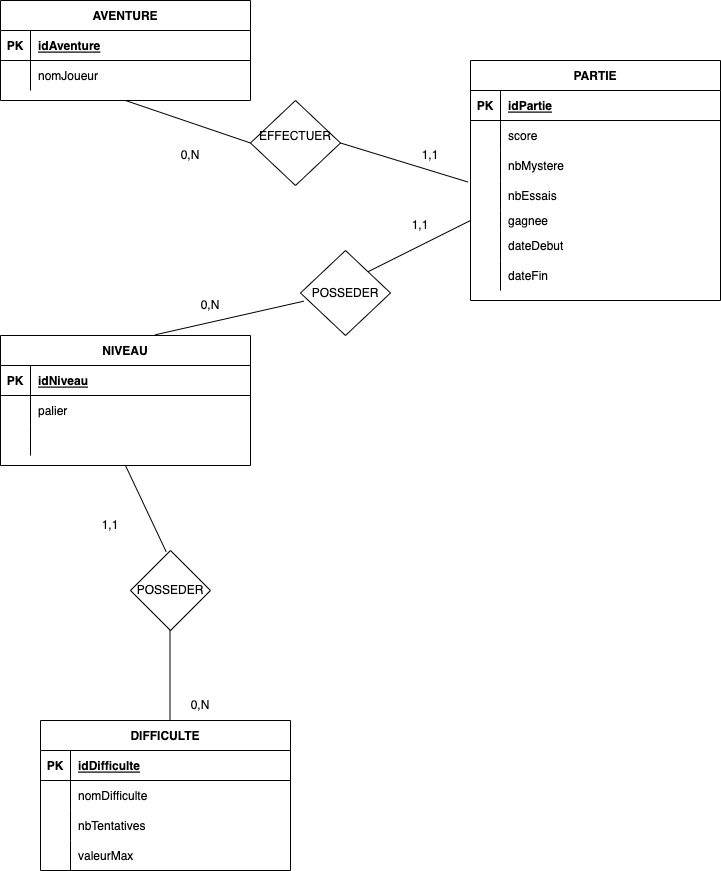 AVENTURE
PK idAventure
nomJoueur
PARTIE
PK idPartie
score
nbMystere
nbEssais
gagnee
dateDebut
dateFin
EFFECTUER
0,N
1,1
1,1
POSSEDER
0,N
NIVEAU
PK idNiveau
palier
1,1
POSSEDER
0,N
DIFFICULTE
PK idDifficulte
nomDifficulte
nbTentatives
valeurMax